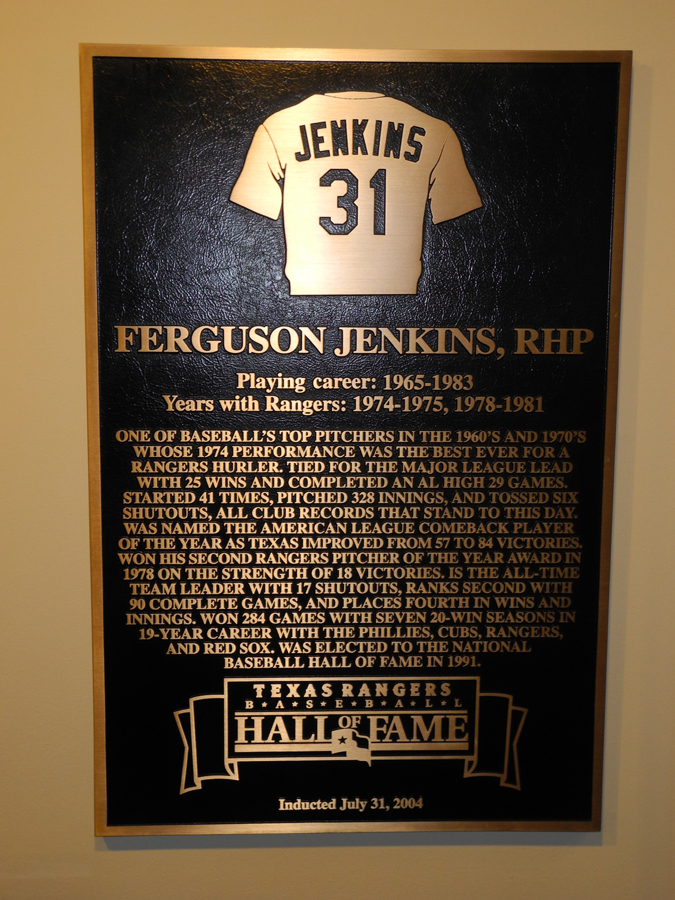 JENKINS
31
FERGUSON JENKINS, RHP
Playing career: 1965-1983
Years with Rangers: 1974-1975, 1978-1981
ONE OF BASEBALL'S TOP PITCHERS IN THE 1960'S AND 1970'S
WHOSE 1974 PERFORMANCE WAS THE BEST EVER FOR A
RANGERS HURLER. TIED FOR THE MAJOR LEAGUE LEAD
WITH 25 WINS AND COMPLETED AN AL HIGH 29 GAMES.
STARTED 41 TIMES, PITCHED 328 INNINGS, AND TOSSED SIX
SHUTOUTS, ALL CLUB RECORDS THAT STAND TO THIS DAY.
WAS NAMED THE AMERICAN LEAGUE COMEBACK PLAYER
OF THE YEAR AS TEXAS IMPROVED FROM 57 TO 84 VICTORIES.
WON HIS SECOND RANGERS PITCHER OF THE YEAR AWARD IN
1978 ON THE STRENGTH OF 18 VICTORIES. IS THE ALL-TIME
TEAM LEADER WITH 17 SHUTOUTS, RANKS SECOND WITH
90 COMPLETE GAMES, AND PLACES FOURTH IN WINS AND
INNINGS. WON 284 GAMES WITH SEVEN 20-WIN SEASONS IN
19-YEAR CAREER WITH THE PHILLIES, CUBS, RANGERS,
AND RED SOX. WAS ELECTED TO THE NATIONAL
BASEBALL HALL OF FAME IN 1991.
TEXAS RANGERS
B★A★S★E★B★A★L★L
HALL OF FAME
Inducted July 31, 2004